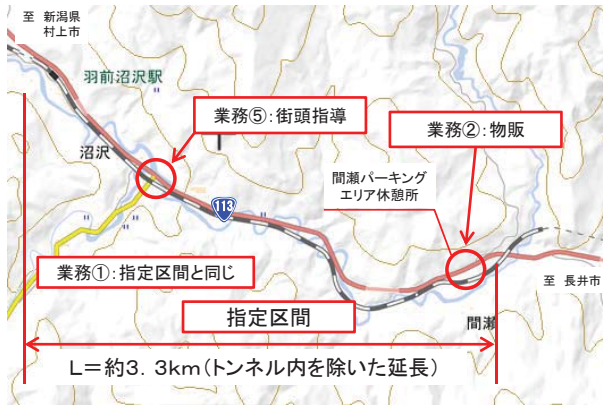 至 新潟県
村上市
羽前沼沢駅
業務⑤:街頭指導
業務②:物販
沼沢
間瀬パーキング
エリア休憩所
113
業務①:指定区間と同じ
至 長井市
指定区間
間瀬
L=約3.3km(トンネル内を除いた延長)